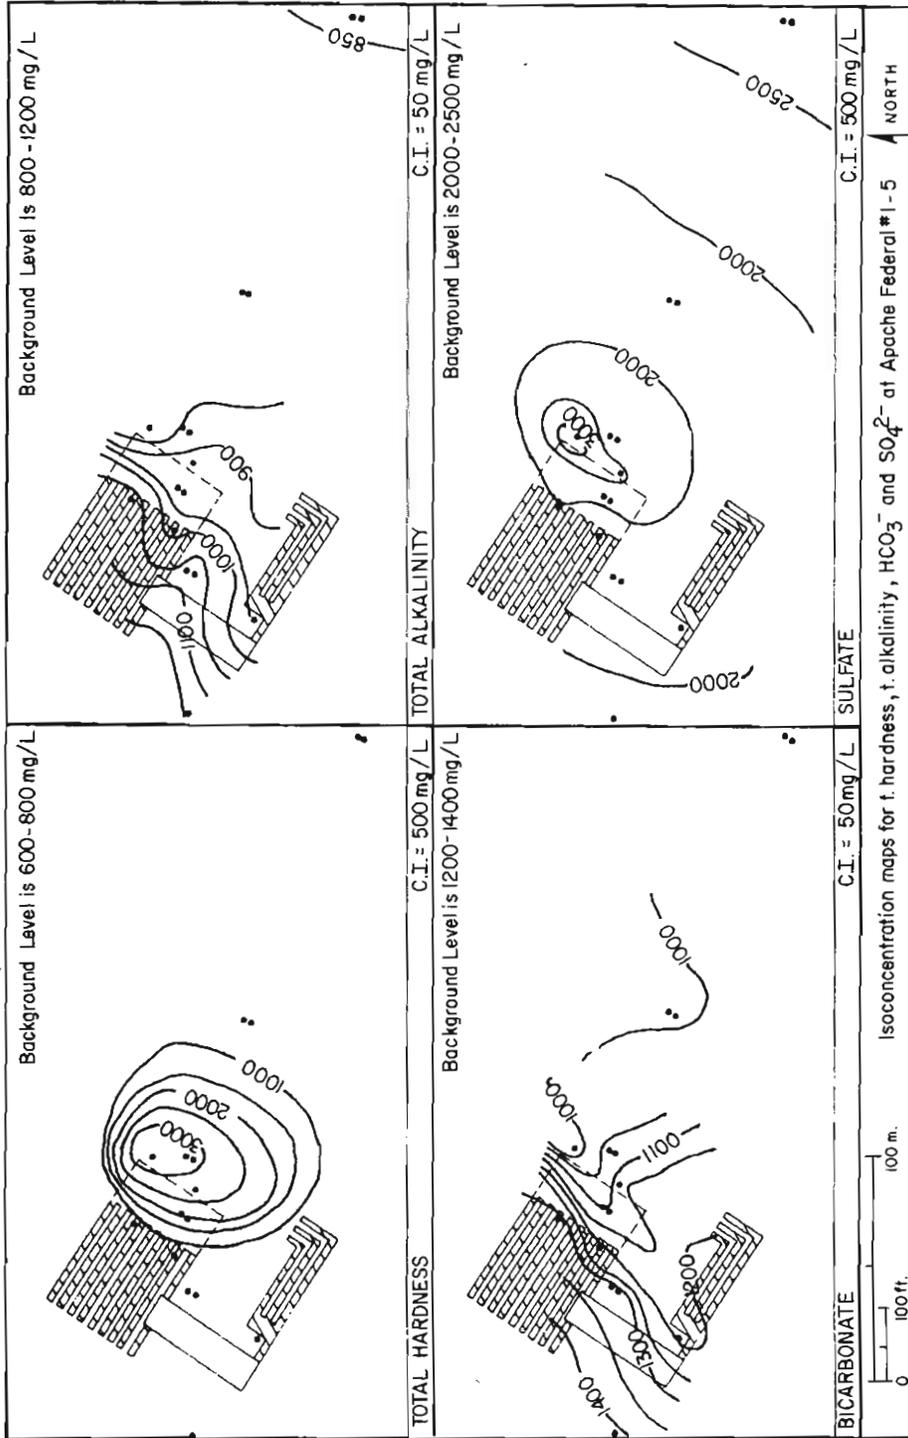 Background Level is 600-800 mg/L
1000
2000
3000
TOTAL HARDNESS
C.I. = 500 mg/L
Background Level is 800-1200 mg/L
850
900
1000
1100
TOTAL ALKALINITY
C.I. = 50 mg/L
Background Level is 1200-1400 mg/L
1000
1000
1100
1200
1300
1400
BICARBONATE
C.I. = 50mg/L
Background Level is 2000-2500 mg/L
2500
2000
2000
3000
2000
SULFATE
C.I. = 500 mg/L
0 100 ft. 100 m.
NORTH
Isoconcentration maps for t. hardness, t. alkalinity, HCO₃⁻ and SO₄²⁻ at Apache Federal #1-5